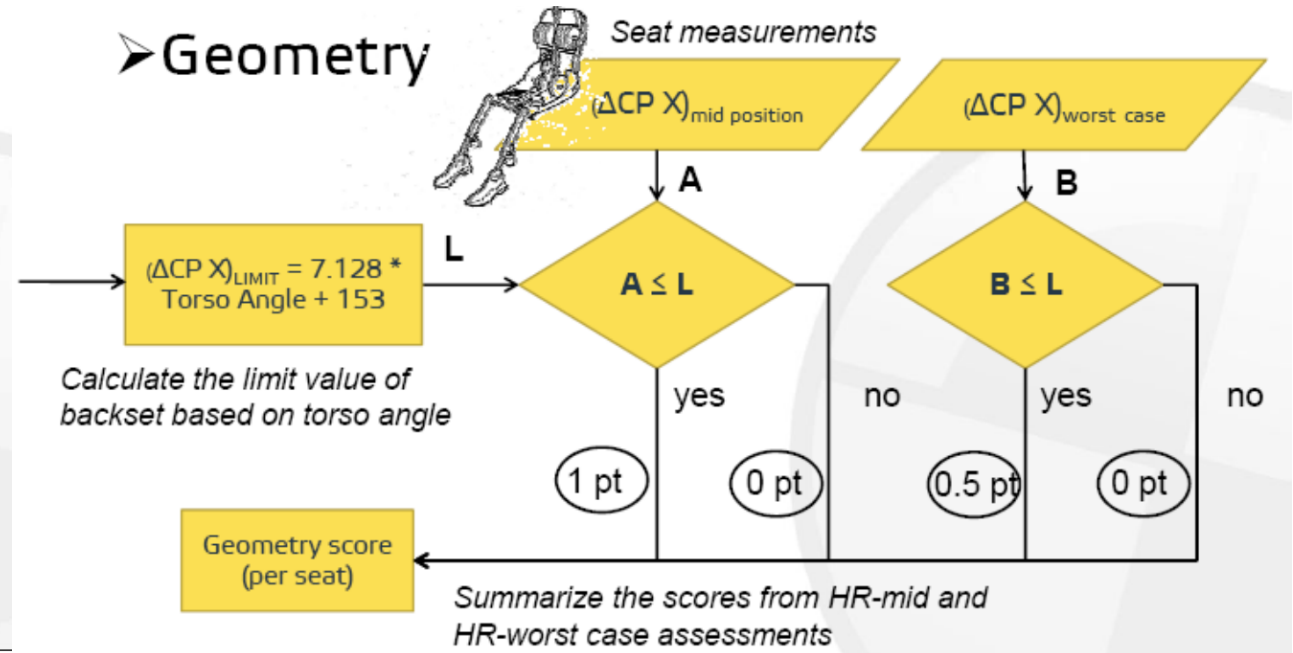 ➢Geometry
Seat measurements
(ΔCP X)mid position
(ΔCP X)worst case
A
B
(ΔCP X)LIMIT = 7.128 *
Torso Angle + 153
L
A ≤ L
B ≤ L
Calculate the limit value of
backset based on torso angle
yes
no
yes
no
1 pt
0 pt
0.5 pt
0 pt
Geometry score
(per seat)
Summarize the scores from HR-mid and
HR-worst case assessments